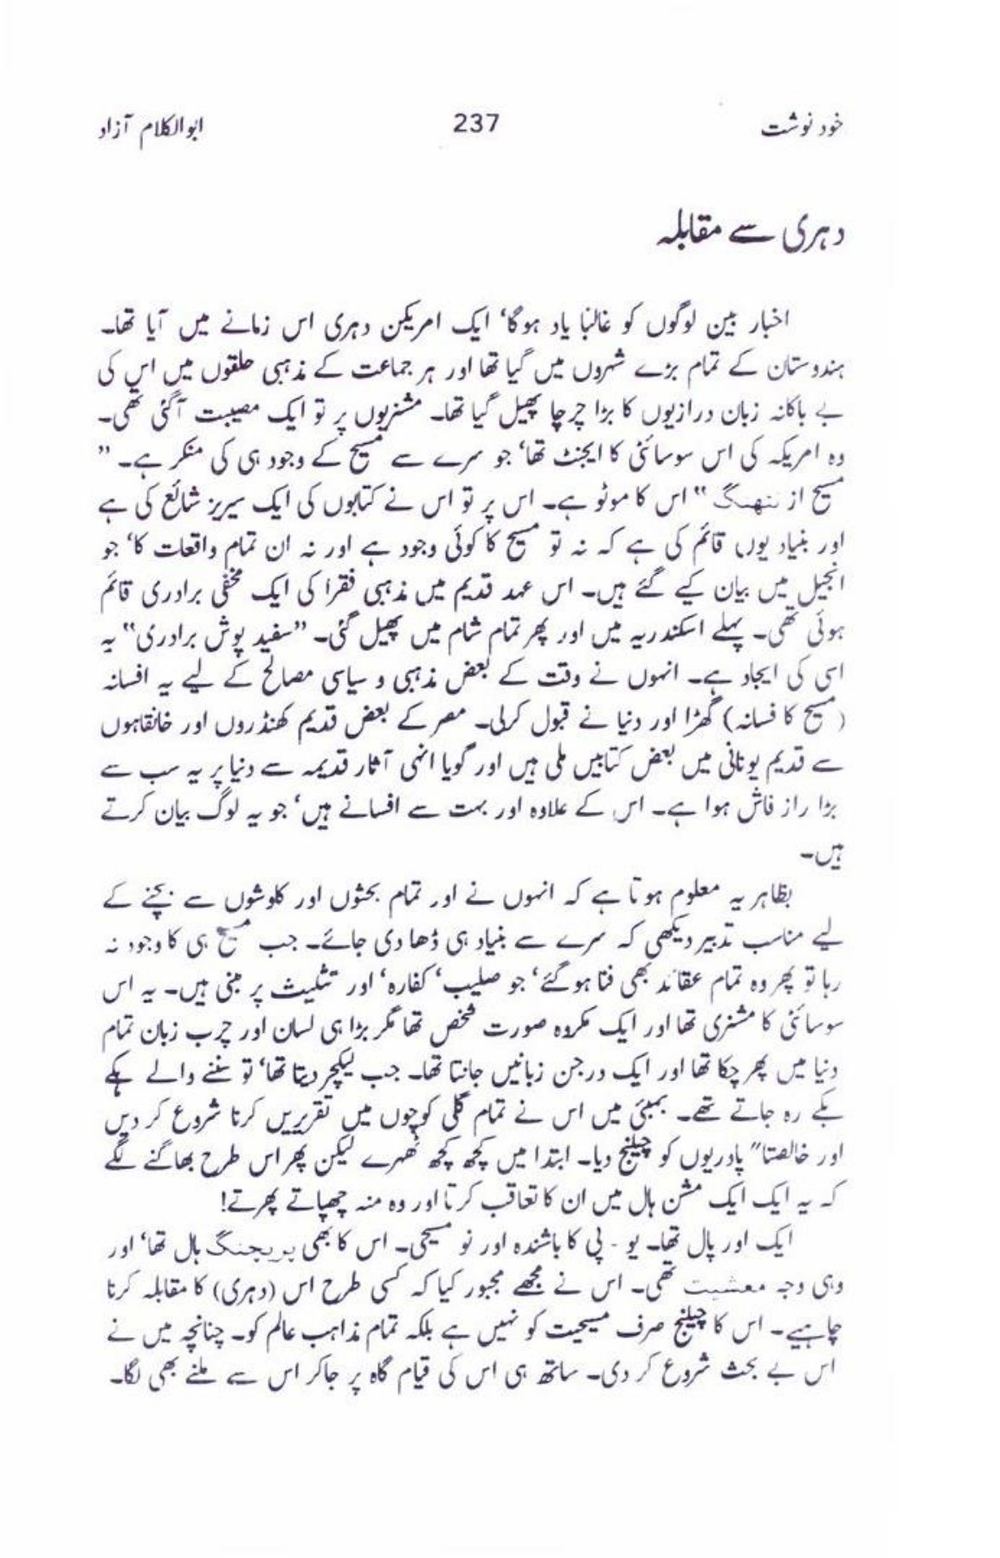 خود نوشت 237 ابوالکلام آزاد
دہری سے مقابلہ
اخبار بین لوگوں کو غالبًا یاد ہوگا‘ ایک امریکن دہری اس زمانے میں آیا تھا۔
ہندوستان کے تمام بڑے شہروں میں گیا تھا اور ہر جماعت کے مذہبی حلقوں میں اس کی
بے باکانہ زبان درازیوں کا بڑا چرچا پھیل گیا تھا۔ مشنریوں پر تو ایک مصیبت آگئی تھی۔
وہ امریکہ کی اس سوسائٹی کا ایجنٹ تھا‘ جو سرے سے مسیح کے وجود ہی کی منکر ہے۔ ”
مسیح از نتھنگ “ اس کا موٹو ہے۔ اس پر تو اس نے کتابوں کی ایک سیریز شائع کی ہے
اور بنیاد یوں قائم کی ہے کہ نہ تو مسیح کا کوئی وجود ہے اور نہ ان تمام واقعات کا‘ جو
انجیل میں بیان کیے گئے ہیں۔ اس عہد قدیم میں مذہبی فقرا کی ایک مخفی برادری قائم
ہوئی تھی۔ پہلے اسکندریہ میں اور پھر تمام شام میں پھیل گئی۔ ”سفید پوش برادری“ یہ
اسی کی ایجاد ہے۔ انہوں نے وقت کے بعض مذہبی و سیاسی مصالح کے لیے یہ افسانہ
(مسیح کا فسانہ) گھڑا اور دنیا نے قبول کرلی۔ مصر کے بعض قدیم کھنڈروں اور خانقاہوں
سے قدیم یونانی میں بعض کتابیں ملی ہیں اور گویا انہی آثار قدیمہ سے دنیا پر یہ سب سے
بڑا راز فاش ہوا ہے۔ اس کے علاوہ اور بہت سے افسانے ہیں‘ جو یہ لوگ بیان کرتے
ہیں۔
بظاہر یہ معلوم ہوتا ہے کہ انہوں نے اور تمام بحثوں اور کاوشوں سے بچنے کے
لیے مناسب تدبیر دیکھی کہ سرے سے بنیاد ہی ڈھا دی جائے۔ جب مسیح ہی کا وجود نہ
رہا تو پھر وہ تمام عقائد بھی فنا ہوگئے‘ جو صلیب‘ کفارہ‘ اور تثلیث پر مبنی ہیں۔ یہ اس
سوسائٹی کا مشنری تھا اور ایک مکروہ صورت شخص تھا مگر بڑا ہی لسان اور چرب زبان تمام
دنیا میں پھر چکا تھا اور ایک درجن زبانیں جانتا تھا۔ جب لیکچر دیتا تھا‘ تو سننے والے ہکے
بکے رہ جاتے تھے۔ بمبئی میں اس نے تمام گلی کوچوں میں تقریریں کرنا شروع کر دیں
اور خالصتا“ پادریوں کو چیلنج دیا۔ ابتدا میں کچھ کچھ ٹھہرے لیکن پھر اس طرح بھاگنے لگے
کہ یہ ایک ایک مشن ہال میں ان کا تعاقب کرتا اور وہ منہ چھپاتے پھرتے!
ایک اور پال تھا۔ یو - پی کا باشندہ اور نو مسیحی۔ اس کا بھی پریچنگ ہال تھا‘ اور
وہی وجہ معشیت تھی۔ اس نے مجھے مجبور کیا کہ کسی طرح اس (دہری) کا مقابلہ کرنا
چاہیے۔ اس کا چیلنج صرف مسیحیت کو نہیں ہے بلکہ تمام مذاہب عالم کو۔ چنانچہ میں نے
اس بے بحث شروع کر دی۔ ساتھ ہی اس کی قیام گاہ پر جاکر اس سے ملنے بھی لگا۔